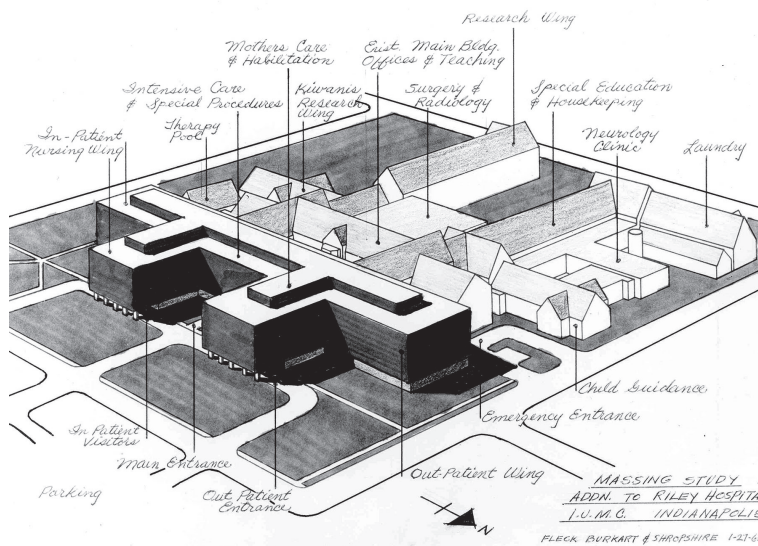 Research Wing
Mothers Care
& Habilitation
Exist. Main Bldg.
Offices & Teaching
Intensive Care
& Special Procedures
Kiwanis
Research
Wing
Surgery &
Radiology
Special Education
& Housekeeping
Therapy
Pool
In-Patient
Nursing Wing
Neurology
Clinic
Laundry
Child Guidance
Emergency Entrance
In Patient
Visitors
Main Entrance
Out-Patient Wing
Parking
Out Patient
Entrance
N
MASSING STUDY
ADDN. TO RILEY HOSPITA
I.U.M.C. INDIANAPOLI
FLECK BURKART & SHROPSHIRE 1-27-6